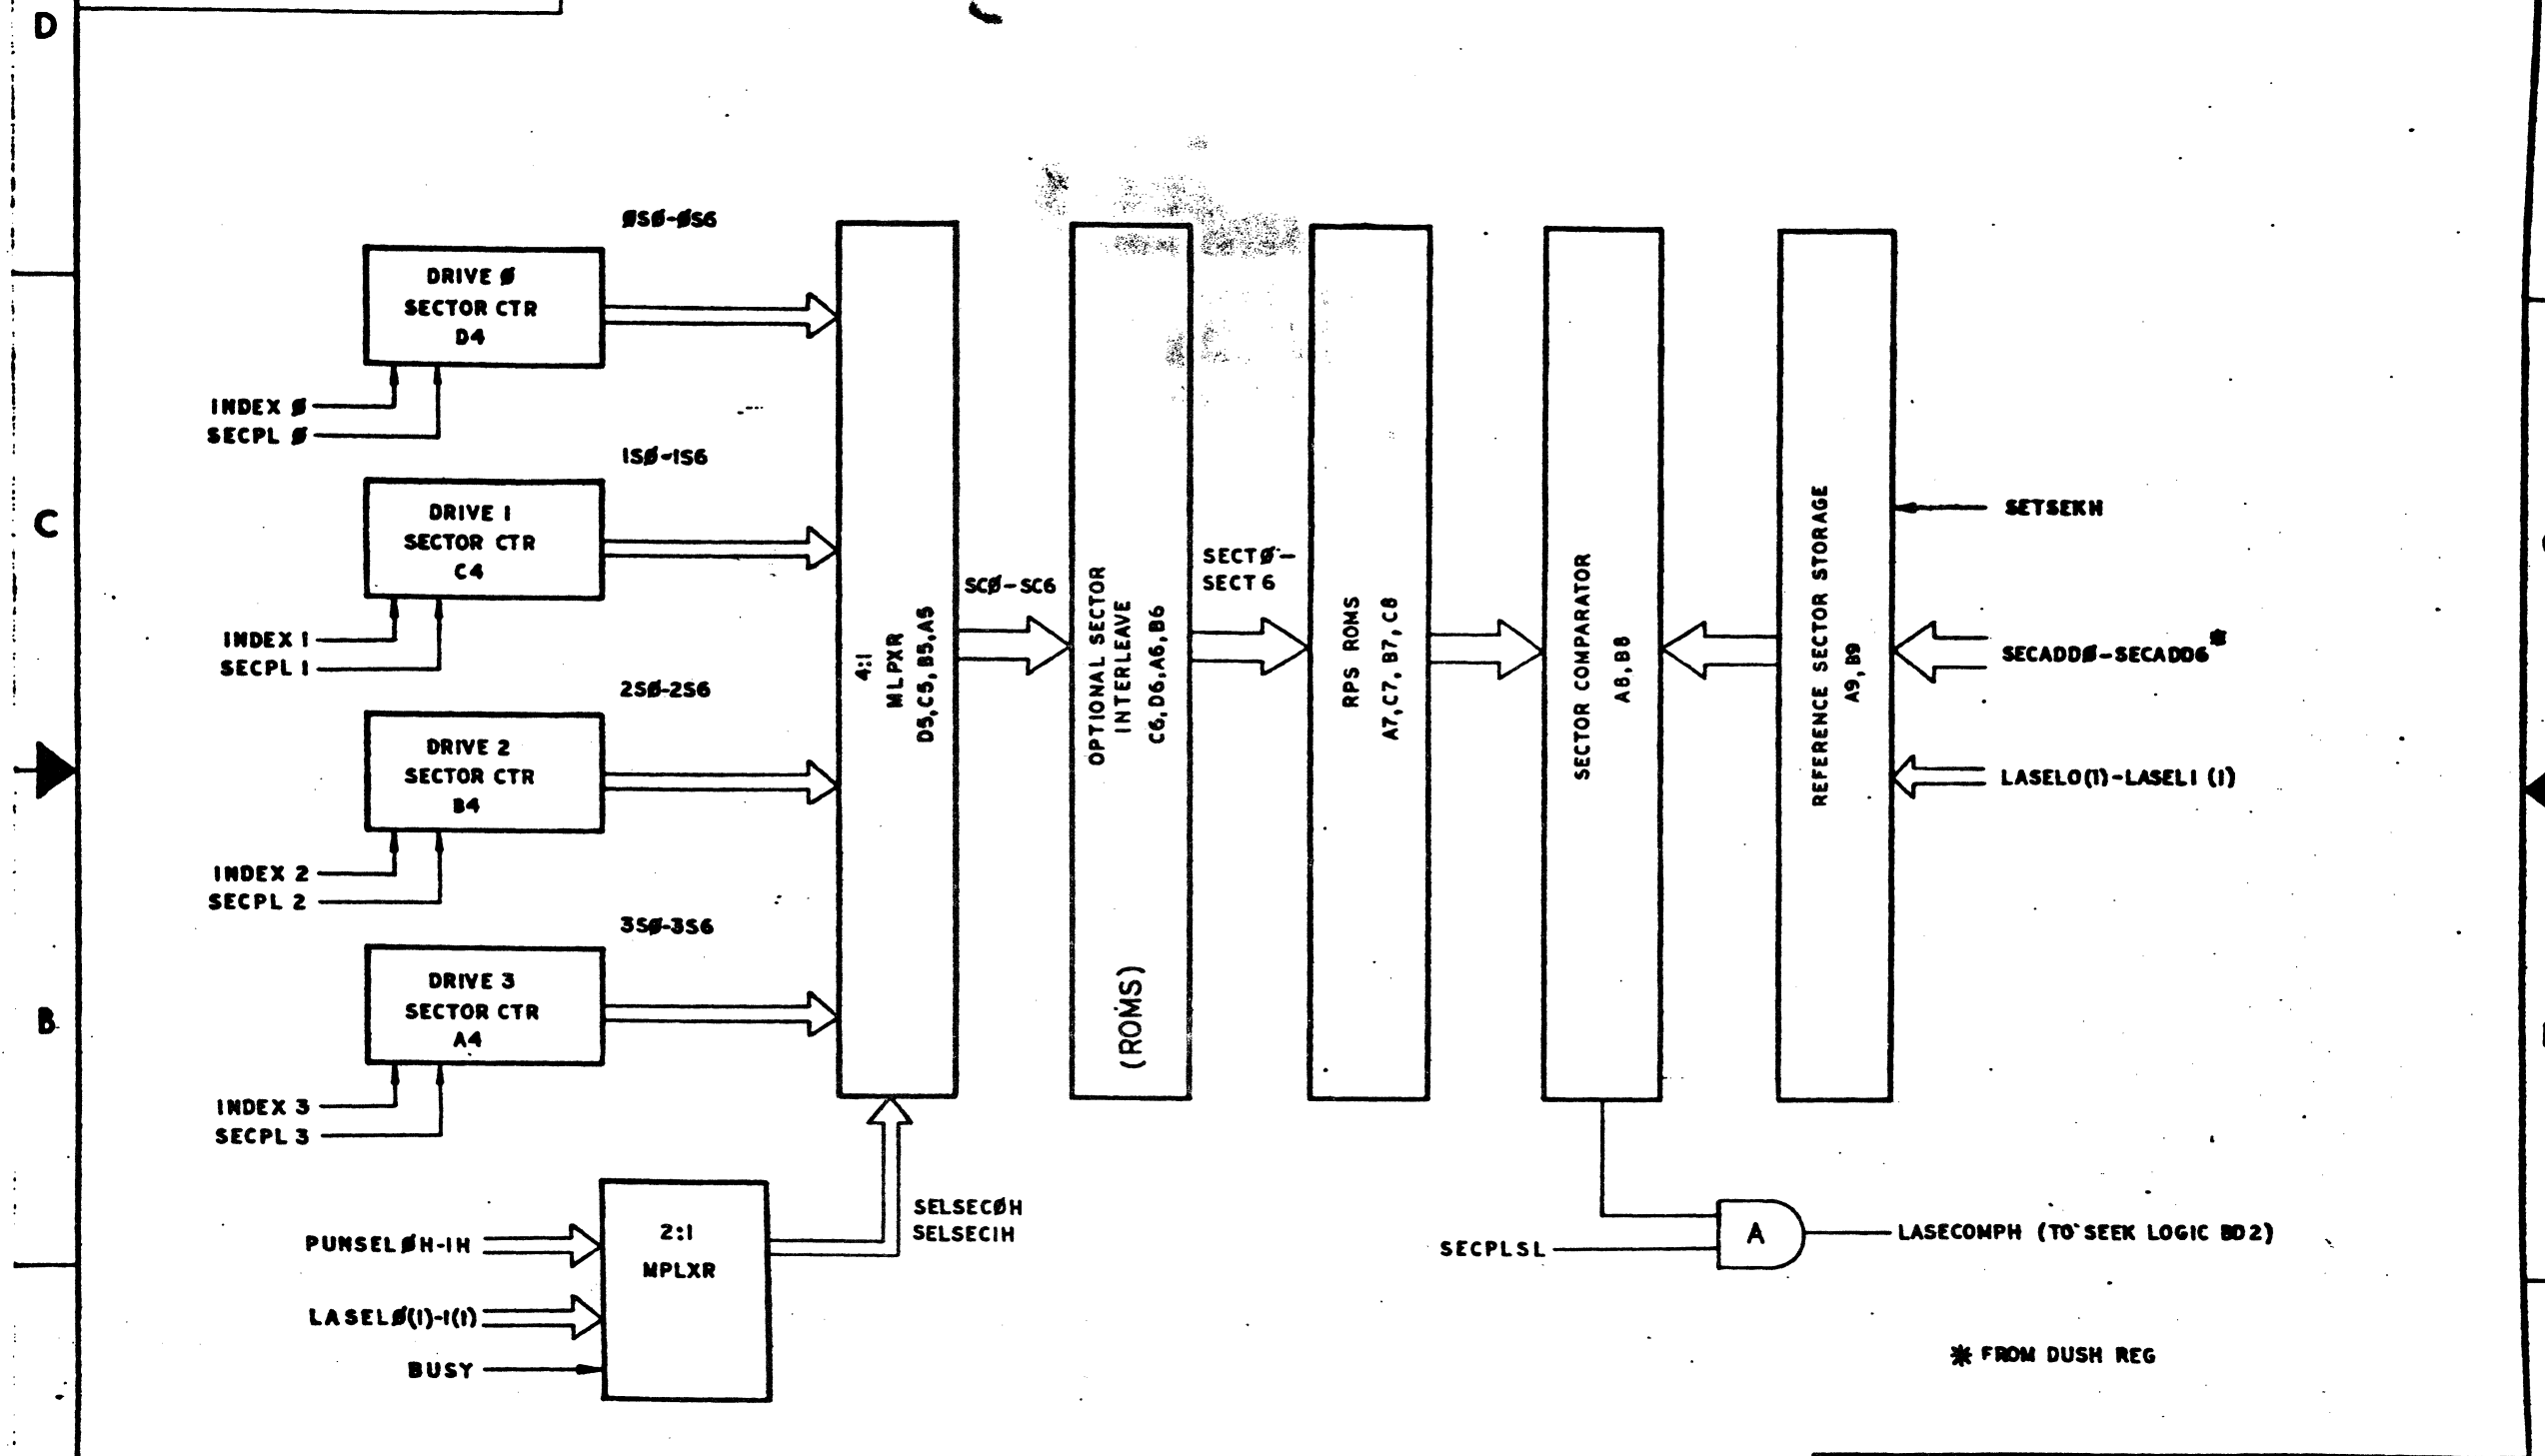 D
C
B
ØSØ-ØS6
DRIVE Ø
SECTOR CTR
D4
INDEX Ø
SECPL Ø
1SØ-1S6
DRIVE 1
SECTOR CTR
C4
INDEX 1
SECPL 1
2SØ-2S6
DRIVE 2
SECTOR CTR
B4
INDEX 2
SECPL 2
3SØ-3S6
DRIVE 3
SECTOR CTR
A4
INDEX 3
SECPL 3
PUNSELØH-1H
LASELØ(1)-1(1)
BUSY
2:1
MPLXR
SELSECØH
SELSEC1H
4:1
MLPXR
D5,C5,B5,A5
SCØ-SC6
OPTIONAL SECTOR
INTERLEAVE
C6,D6,A6,B6
(ROMS)
SECTØ-
SECT6
RPS ROMS
A7,C7,B7,C8
SECTOR COMPARATOR
A8,B8
REFERENCE SECTOR STORAGE
A9,B9
SETSEKH
SECADDØ-SECADD6*
LASELO(1)-LASEL1 (1)
SECPLSL
A
LASECOMPH (TO SEEK LOGIC BD2)
* FROM DUSH REG